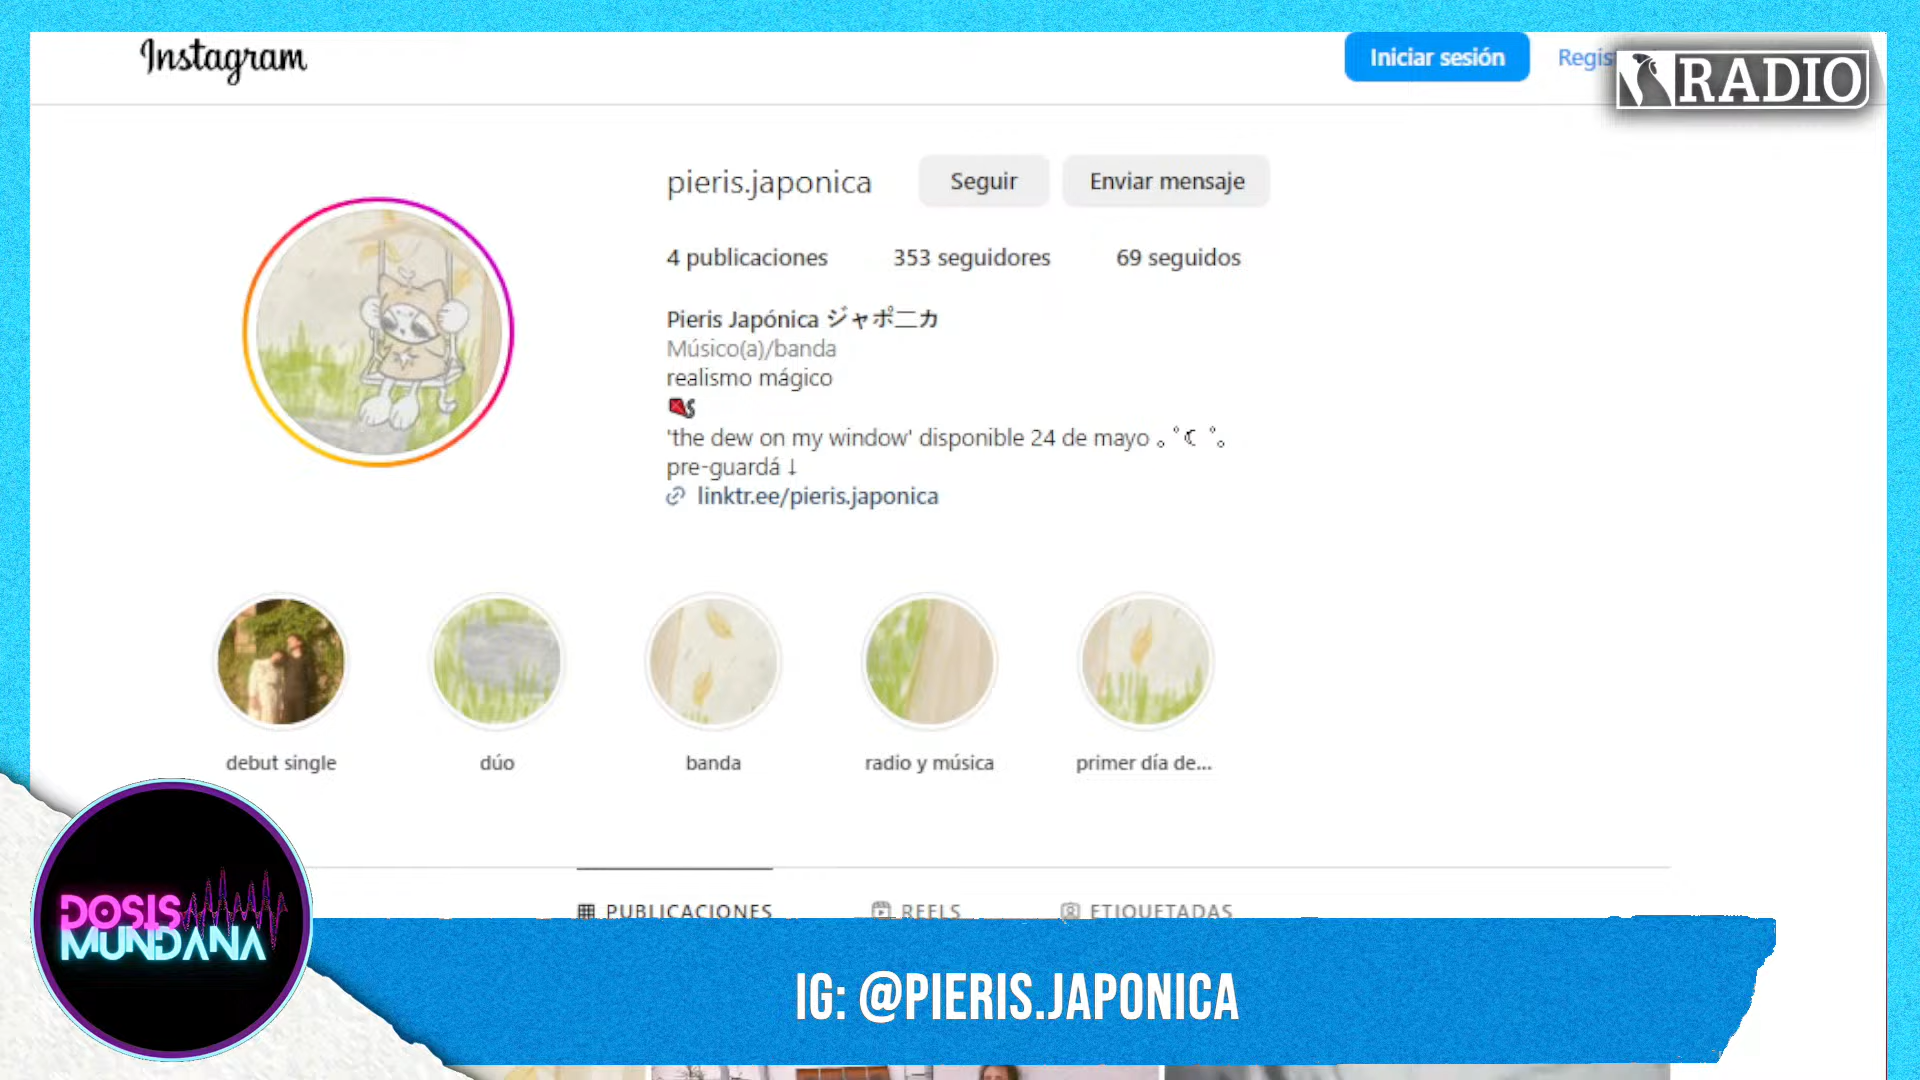 Instagram
Iniciar sesión
Regis
RADIO
pieris.japonica
Seguir
Enviar mensaje
4 publicaciones
353 seguidores
69 seguidos
Pieris Japónica ジャポニカ
Músico(a)/banda
realismo mágico
'the dew on my window' disponible 24 de mayo 。˚☾ ˚。
pre-guardá ↓
linktr.ee/pieris.japonica
debut single
dúo
banda
radio y música
primer día de...
PUBLICACIONES
REELS
ETIQUETADAS
DOSIS
MUNDANA
IG: @PIERIS.JAPONICA